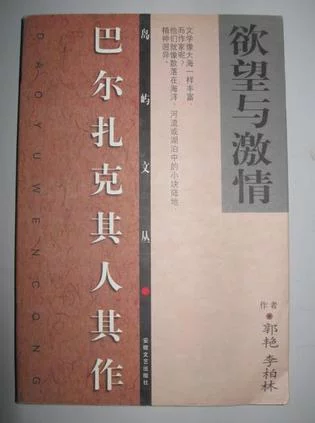 欲望与激情
文学像大海一样丰富，
而作家呢？
他们就像散落在海洋、河流或湖泊中的小块陆地，
精神迥异。
作者 郭艳 李柏林
岛屿文丛
安徽文艺出版社
巴尔扎克其人其作
DAO YU WEN CONG